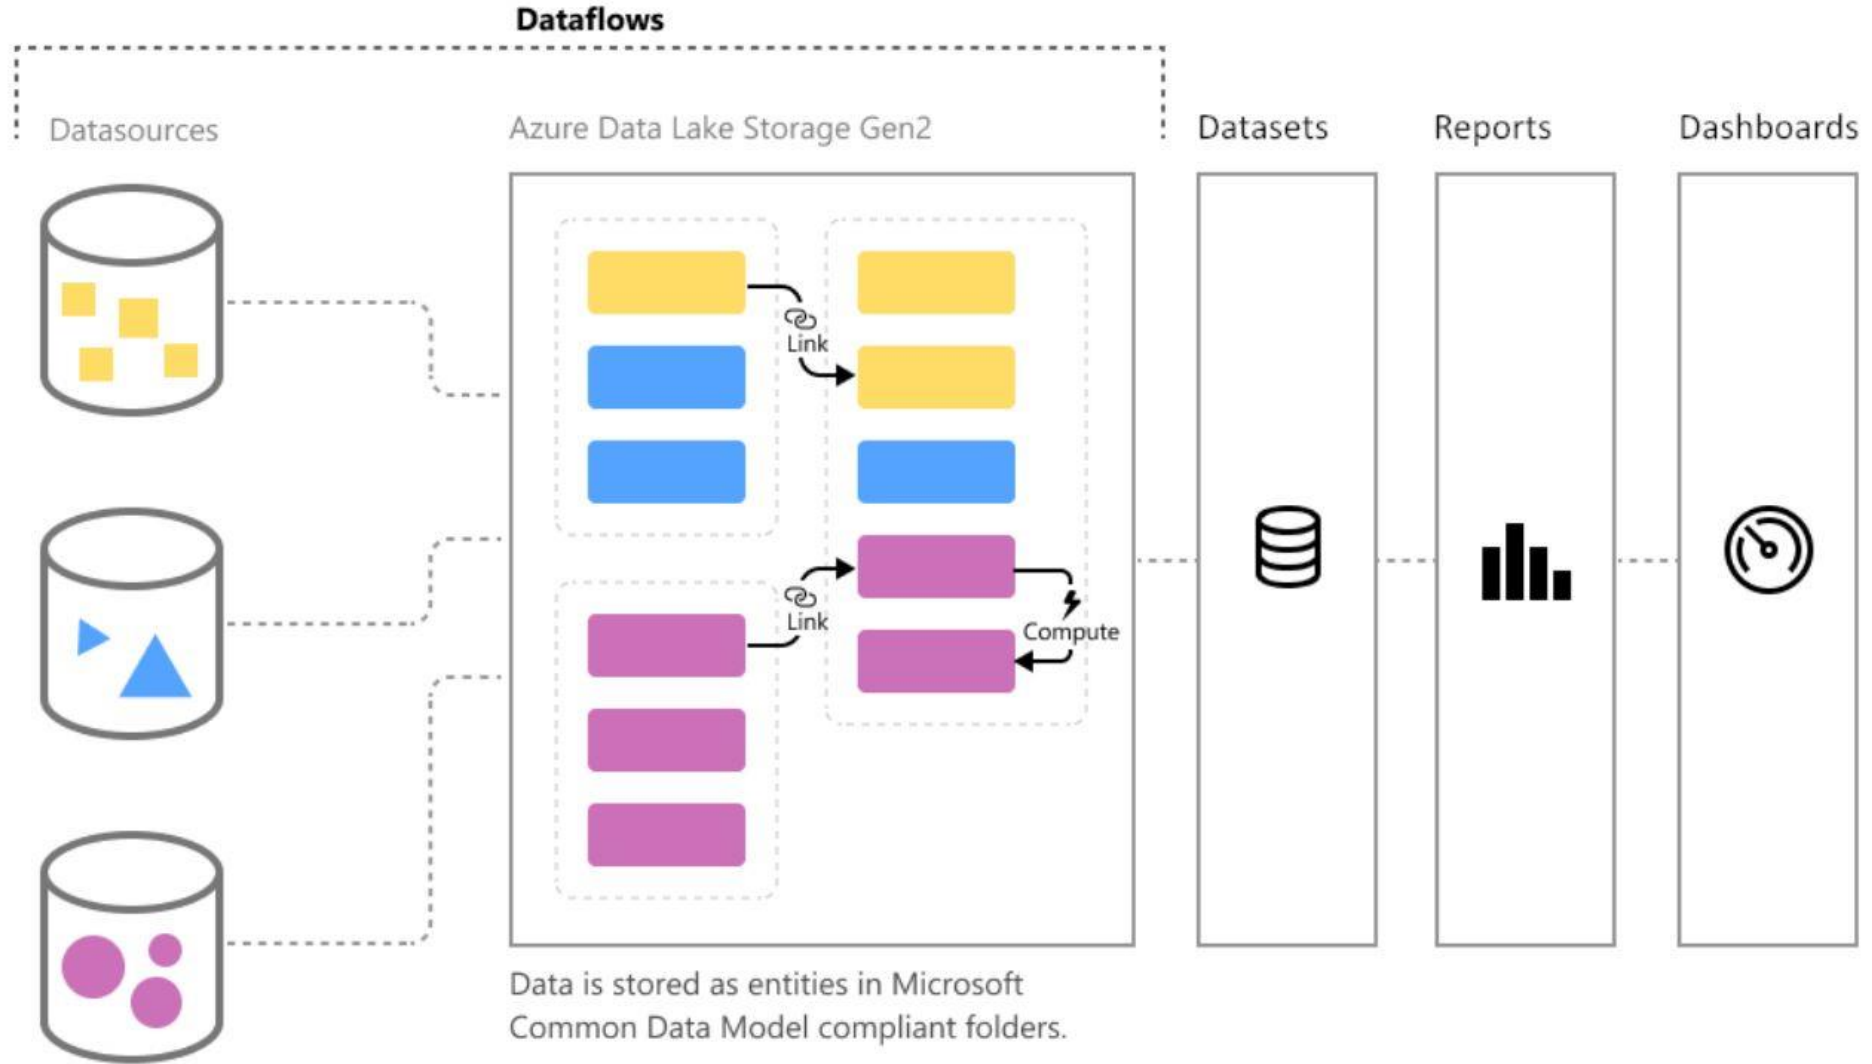 Dataflows
Datasources
Azure Data Lake Storage Gen2
Datasets
Reports
Dashboards
Link
Link
Compute
Data is stored as entities in Microsoft
Common Data Model compliant folders.